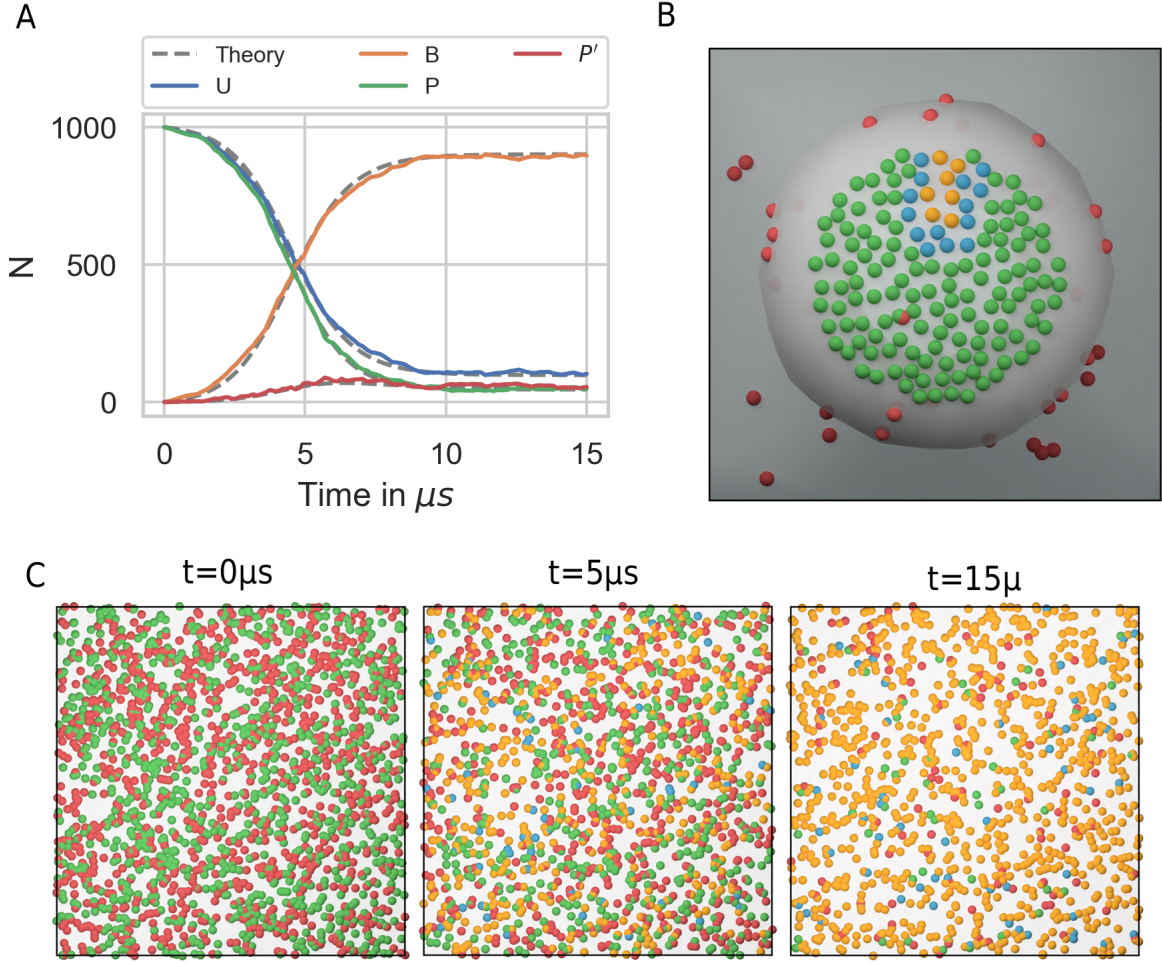 A
B
Theory B P′
U P
1000
500
0
N
0 5 10 15
Time in μs
C
t=0μs t=5μs t=15μ